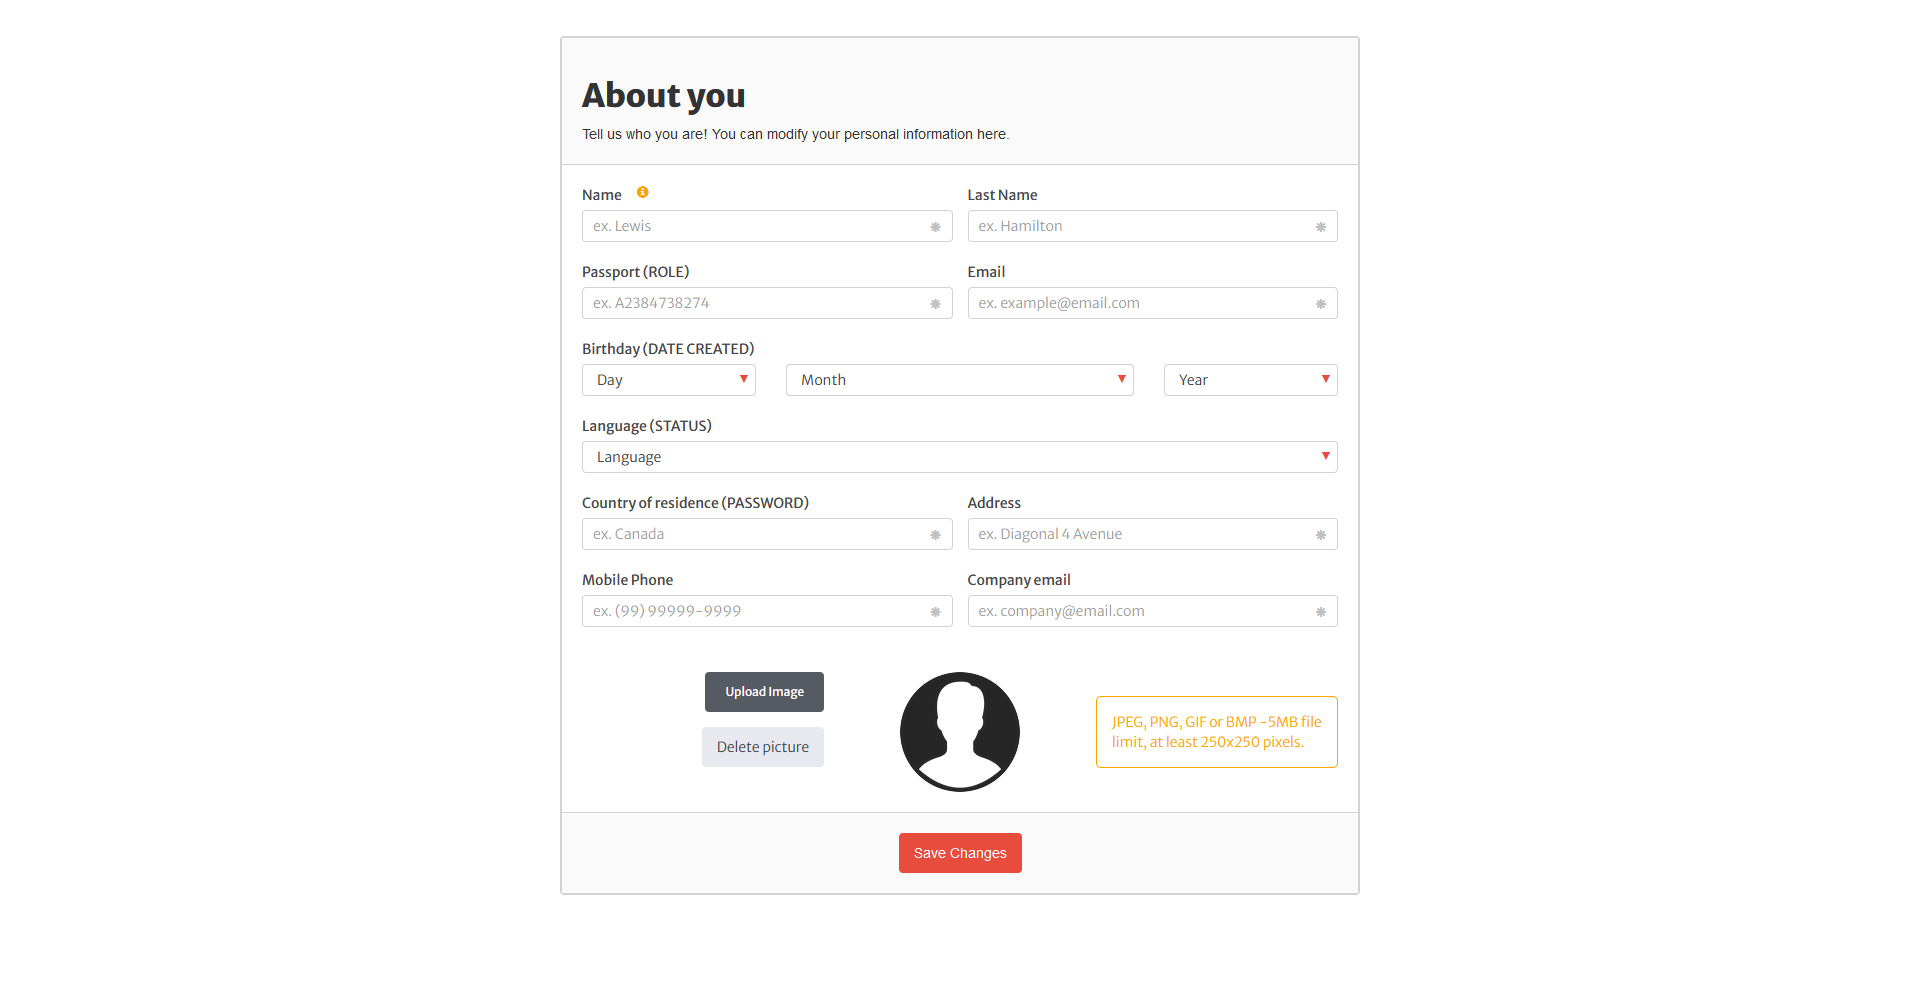 About you
Tell us who you are! You can modify your personal information here.
Name
Last Name
ex. Lewis
ex. Hamilton
Passport (ROLE)
Email
ex. A2384738274
ex. example@email.com
Birthday (DATE CREATED)
Day
Month
Year
Language (STATUS)
Language
Country of residence (PASSWORD)
Address
ex. Canada
ex. Diagonal 4 Avenue
Mobile Phone
Company email
ex. (99) 99999-9999
ex. company@email.com
Upload Image
Delete picture
JPEG, PNG, GIF or BMP -5MB file
limit, at least 250x250 pixels.
Save Changes